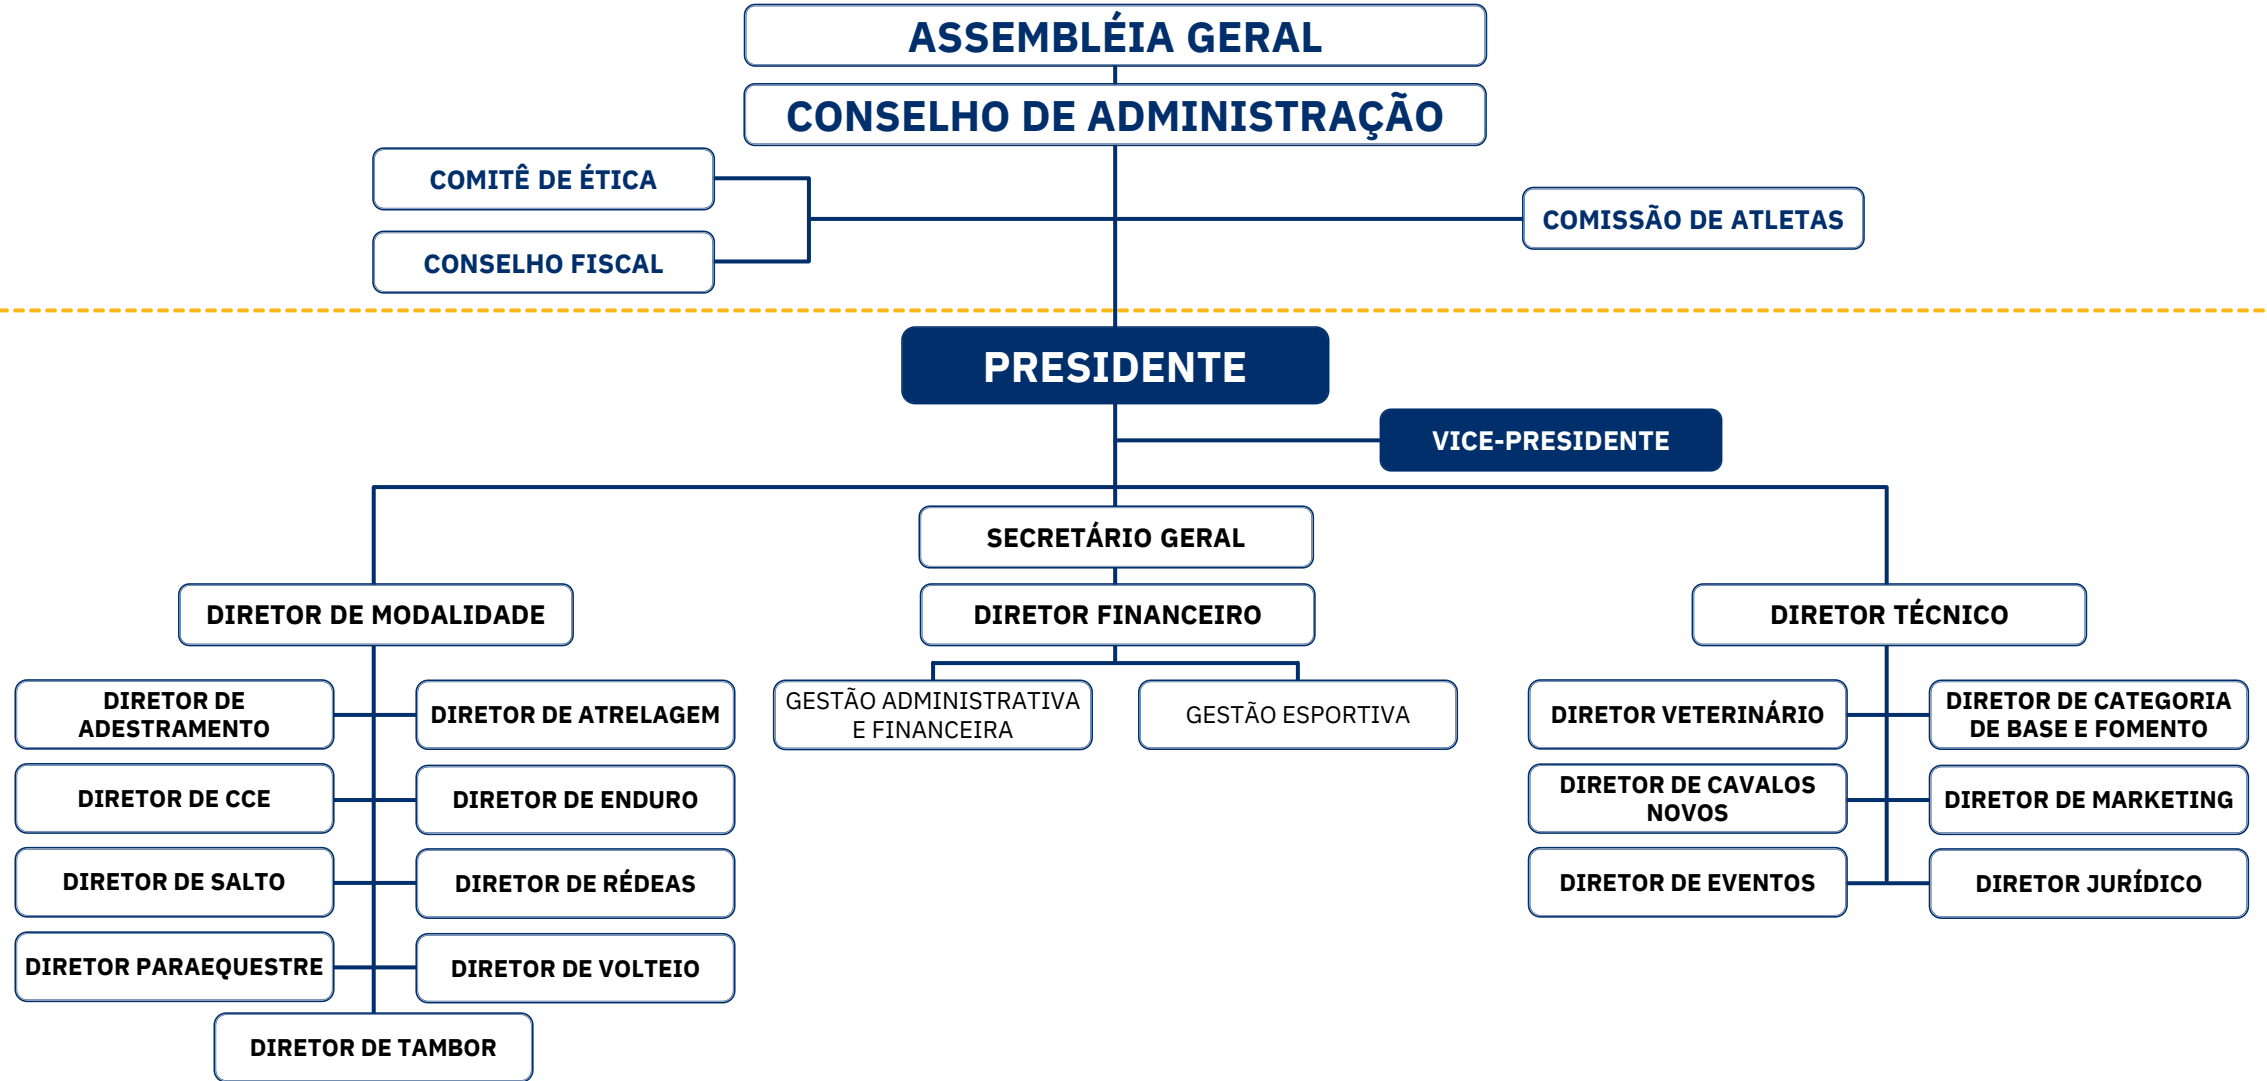 ASSEMBLÉIA GERAL
CONSELHO DE ADMINISTRAÇÃO
COMITÊ DE ÉTICA
CONSELHO FISCAL
COMISSÃO DE ATLETAS
PRESIDENTE
VICE-PRESIDENTE
SECRETÁRIO GERAL
DIRETOR DE MODALIDADE
DIRETOR FINANCEIRO
DIRETOR TÉCNICO
DIRETOR DE
ADESTRAMENTO
DIRETOR DE ATRELAGEM
DIRETOR DE CCE
DIRETOR DE ENDURO
DIRETOR DE SALTO
DIRETOR DE RÉDEAS
DIRETOR PARAEQUESTRE
DIRETOR DE VOLTEIO
DIRETOR DE TAMBOR
GESTÃO ADMINISTRATIVA
E FINANCEIRA
GESTÃO ESPORTIVA
DIRETOR VETERINÁRIO
DIRETOR DE CATEGORIA
DE BASE E FOMENTO
DIRETOR DE CAVALOS
NOVOS
DIRETOR DE MARKETING
DIRETOR DE EVENTOS
DIRETOR JURÍDICO